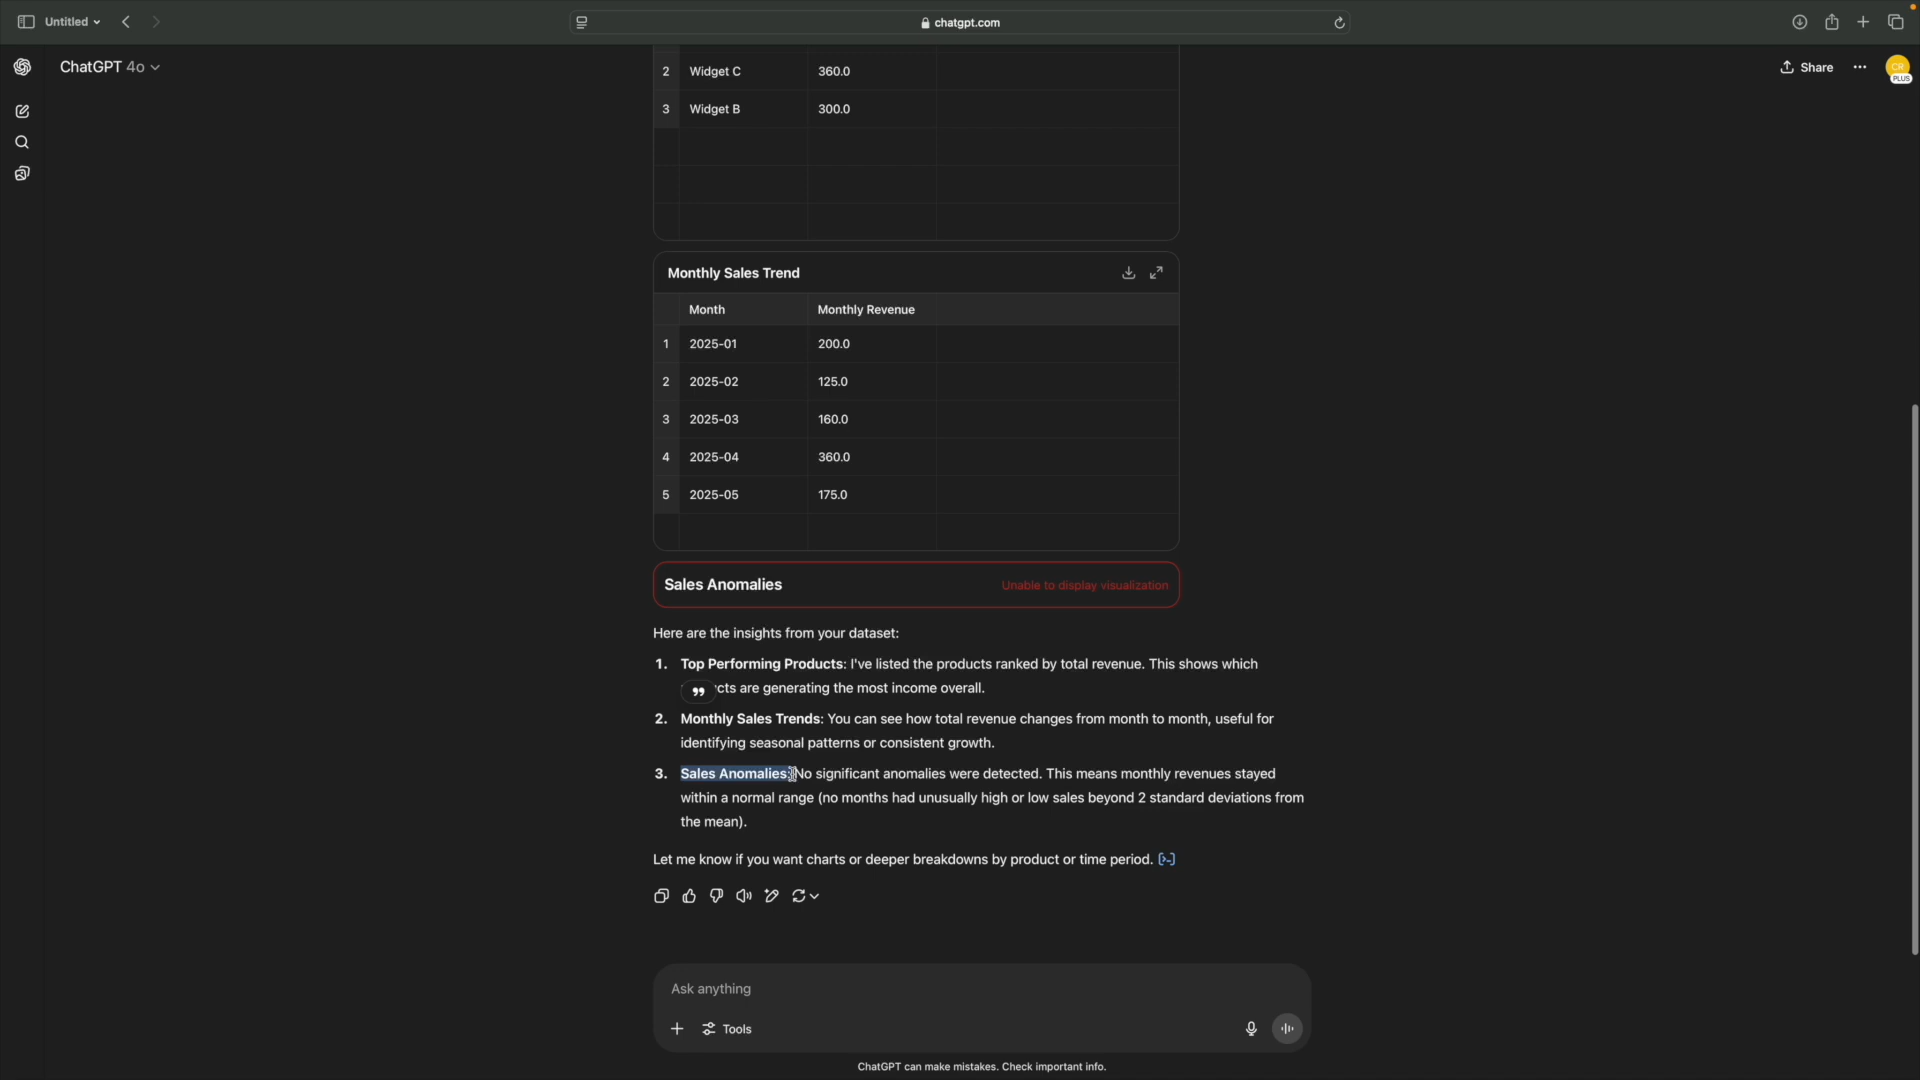 Untitled
chatgpt.com
ChatGPT 4o
Share
CR
PLUS
2 Widget C 360.0
3 Widget B 300.0
Monthly Sales Trend
Month Monthly Revenue
1 2025-01 200.0
2 2025-02 125.0
3 2025-03 160.0
4 2025-04 360.0
5 2025-05 175.0
Sales Anomalies Unable to display visualization
Here are the insights from your dataset:
1. Top Performing Products: I've listed the products ranked by total revenue. This shows which
cts are generating the most income overall.
2. Monthly Sales Trends: You can see how total revenue changes from month to month, useful for
identifying seasonal patterns or consistent growth.
3. Sales Anomalies: No significant anomalies were detected. This means monthly revenues stayed
within a normal range (no months had unusually high or low sales beyond 2 standard deviations from
the mean).
Let me know if you want charts or deeper breakdowns by product or time period.
Ask anything
Tools
ChatGPT can make mistakes. Check important info.